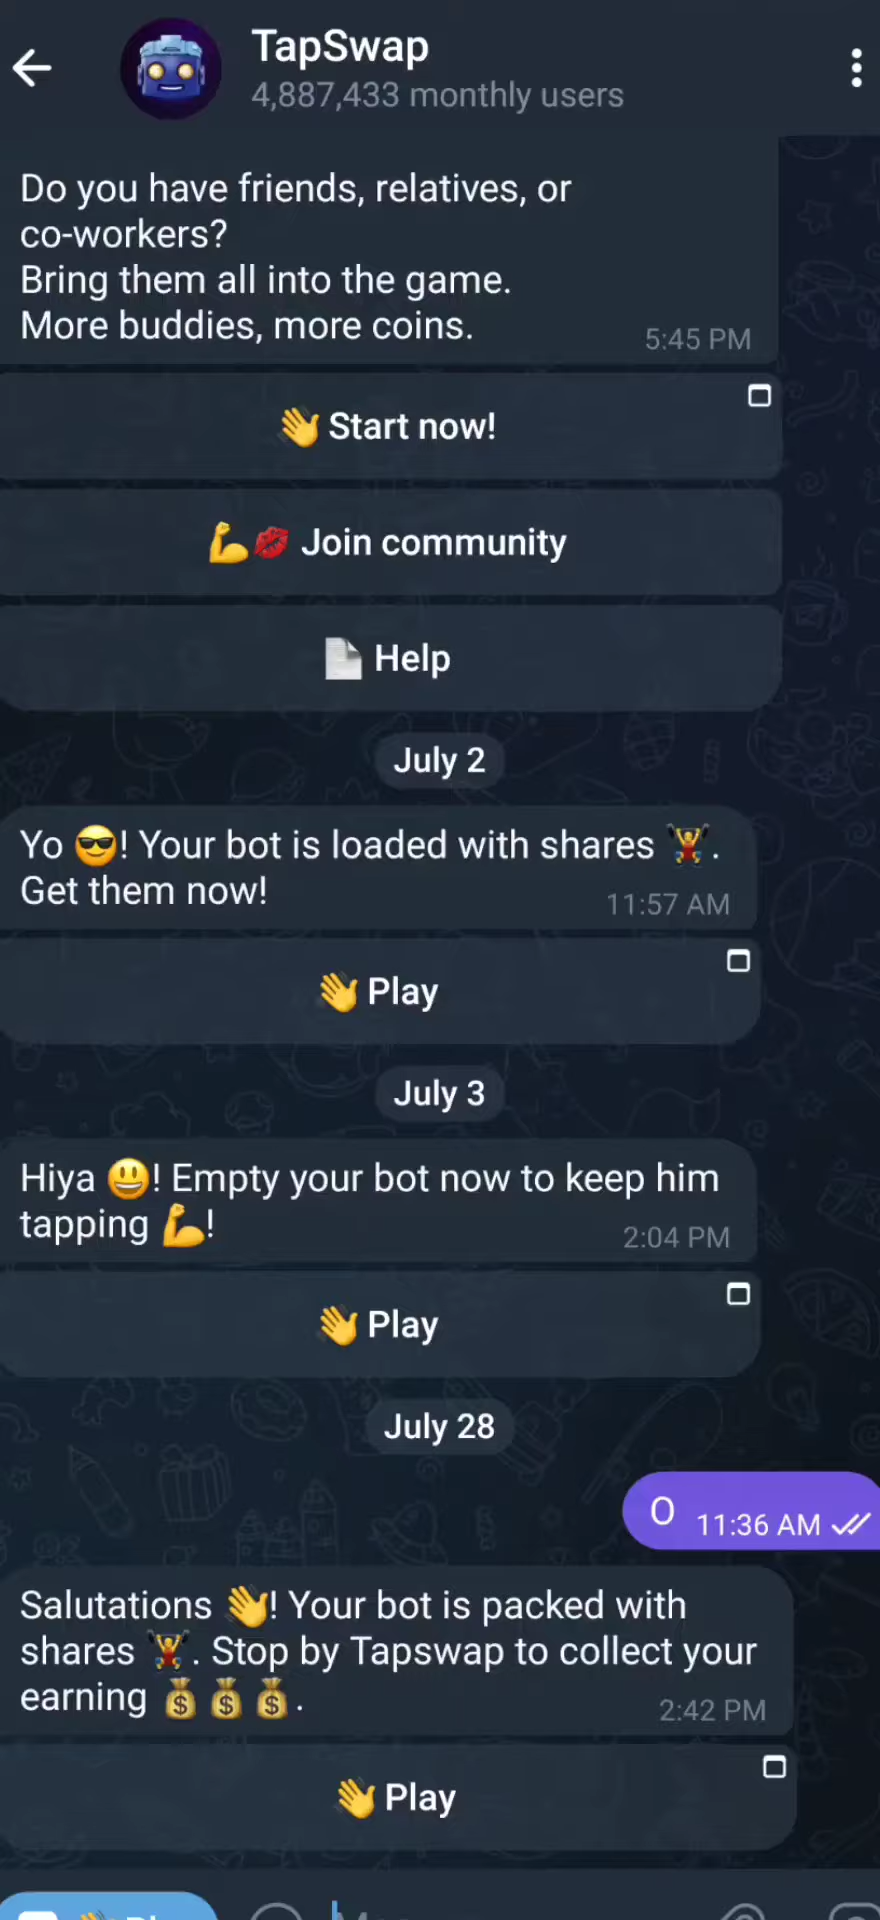 TapSwap
4,887,433 monthly users
Do you have friends, relatives, or
co-workers?
Bring them all into the game.
More buddies, more coins.
5:45 PM
👋 Start now!
💪💋 Join community
📄 Help
July 2
Yo 😎! Your bot is loaded with shares 🏋️.
Get them now!
11:57 AM
👋 Play
July 3
Hiya 😃! Empty your bot now to keep him
tapping 💪!
2:04 PM
👋 Play
July 28
O
11:36 AM
Salutations 👋! Your bot is packed with
shares 🏋️. Stop by Tapswap to collect your
earning 💰 💰 💰.
2:42 PM
👋 Play